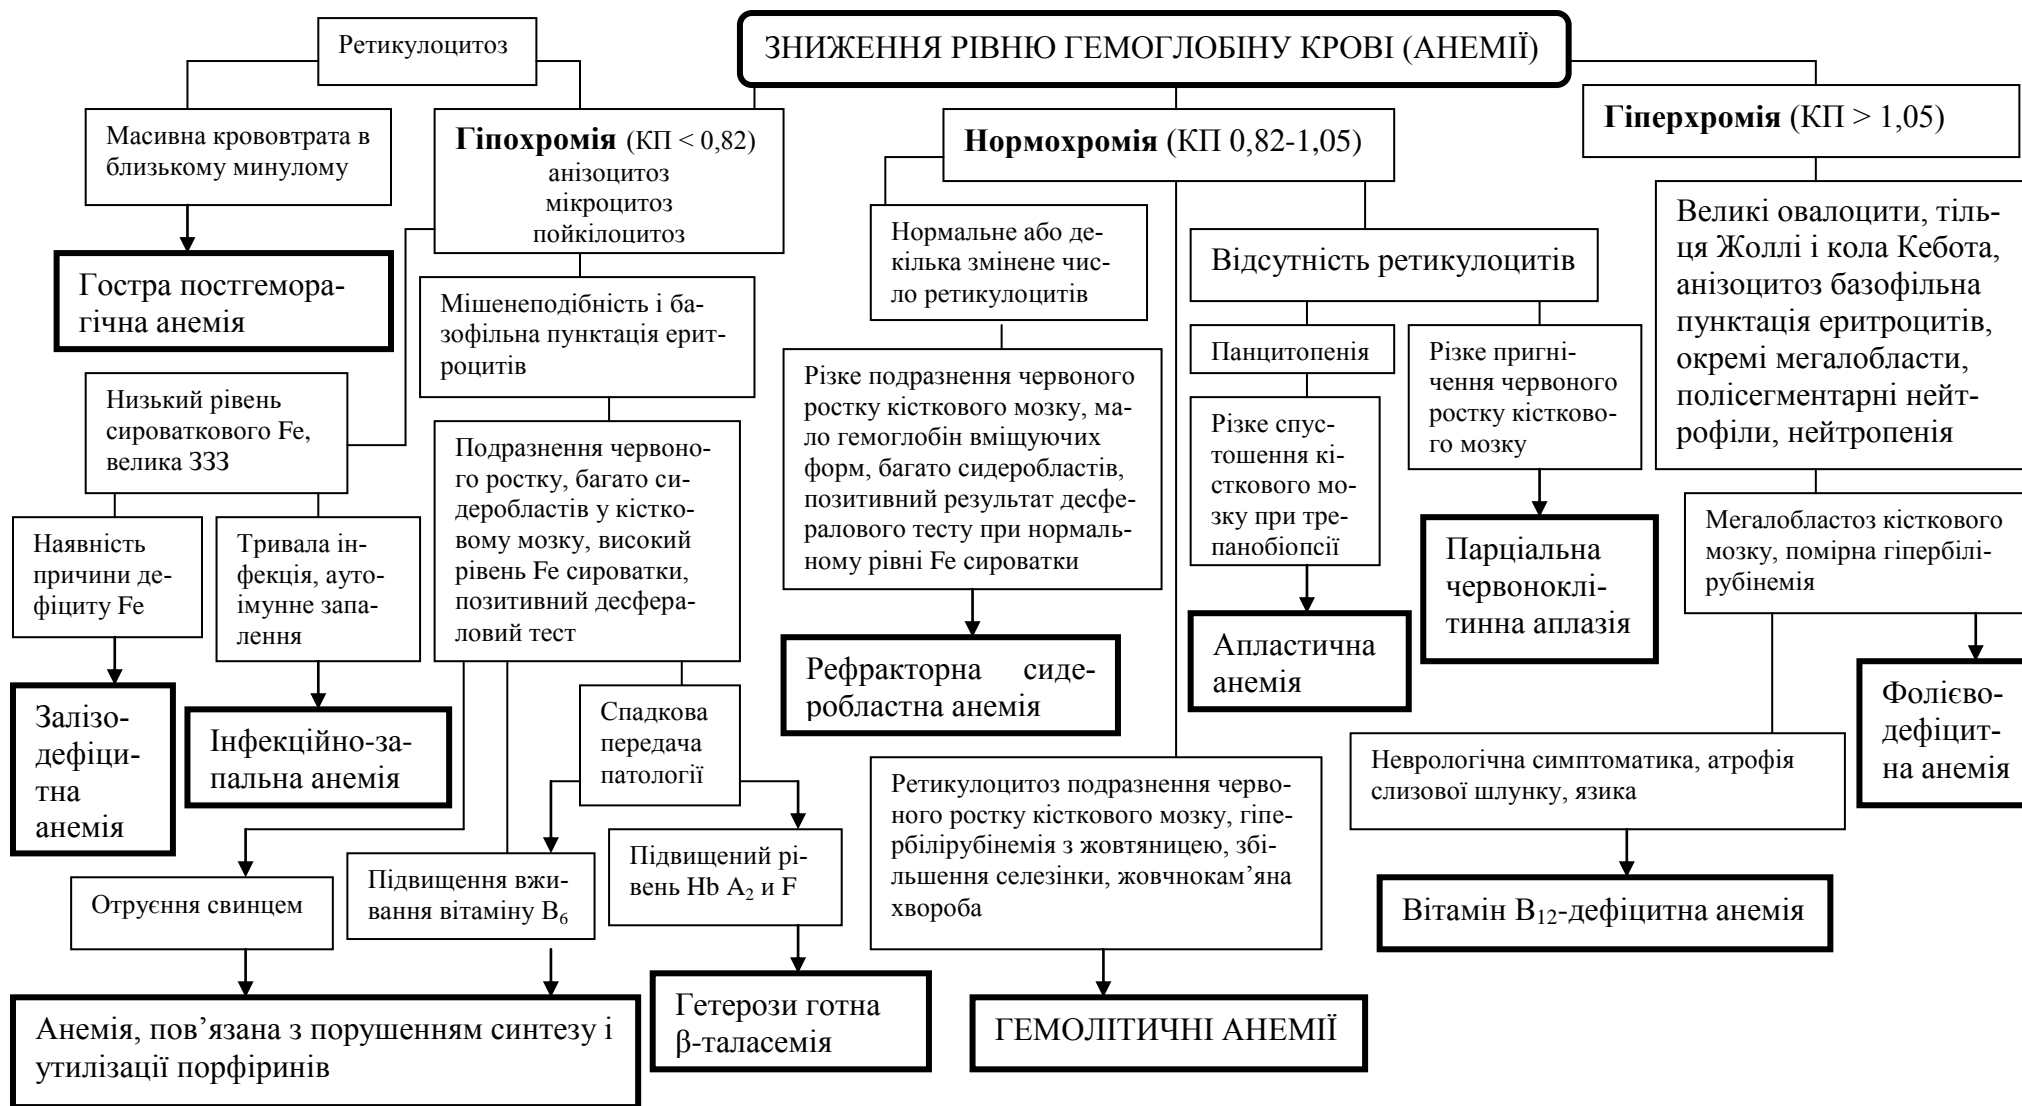 ЗНИЖЕННЯ РІВНЮ ГЕМОГЛОБІНУ КРОВІ (АНЕМІЇ)
Ретикулоцитоз
Масивна крововтрата в
близькому минулому
Гостра постгемора-
гічна анемія
Гіпохромія (КП < 0,82)
анізоцитоз
мікроцитоз
пойкілоцитоз
Низький рівень
сироваткового Fe,
велика ЗЗЗ
Наявність
причини де-
фіциту Fe
Залізо-
дефіци-
тна
анемія
Тривала ін-
фекція, ауто-
імунне запа-
лення
Інфекційно-за-
пальна анемія
Мішенеподібність і ба-
зофільна пунктація ерит-
роцитів
Подразнення червоно-
го ростку, багато си-
деробластів у кістко-
вому мозку, високий
рівень Fe сироватки,
позитивний десфера-
ловий тест
Отруєння свинцем
Спадкова
передача
патології
Підвищення вжи-
вання вітаміну B6
Підвищений рі-
вень Hb A2 и F
Анемія, пов’язана з порушенням синтезу і
утилізації порфіринів
Гетерози готна
β-таласемія
Нормохромія (КП 0,82-1,05)
Нормальне або де-
кілька змінене чис-
ло ретикулоцитів
Різке подразнення червоного
ростку кісткового мозку, ма-
ло гемоглобін вміщуючих
форм, багато сидеробластів,
позитивний результат десфе-
ралового тесту при нормаль-
ному рівні Fe сироватки
Рефракторна сиде-
робластна анемія
Ретикулоцитоз подразнення черво-
ного ростку кісткового мозку, гіпе-
рбілірубінемія з жовтяницею, збі-
льшення селезінки, жовчнокам’яна
хвороба
ГЕМОЛІТИЧНІ АНЕМІЇ
Відсутність ретикулоцитів
Панцитопенія
Різке спус-
тошення кі-
сткового мо-
зку при тре-
панобіопсії
Апластична
анемія
Різке пригні-
чення червоного
ростку кістково-
го мозку
Парціальна
червоноклі-
тинна аплазія
Гіперхромія (КП > 1,05)
Великі овалоцити, тіль-
ця Жоллі і кола Кебота,
анізоцитоз базофільна
пунктація еритроцитів,
окремі мегалобласти,
полісегментарні нейт-
рофіли, нейтропенія
Мегалобластоз кісткового
мозку, помірна гіпербілі-
рубінемія
Неврологічна симптоматика, атрофія
слизової шлунку, язика
Вітамін B12-дефіцитна анемія
Фолієво-
дефіцит-
на анемія